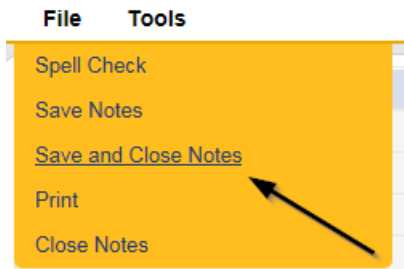 File Tools
Spell Check
Save Notes
Save and Close Notes
Print
Close Notes